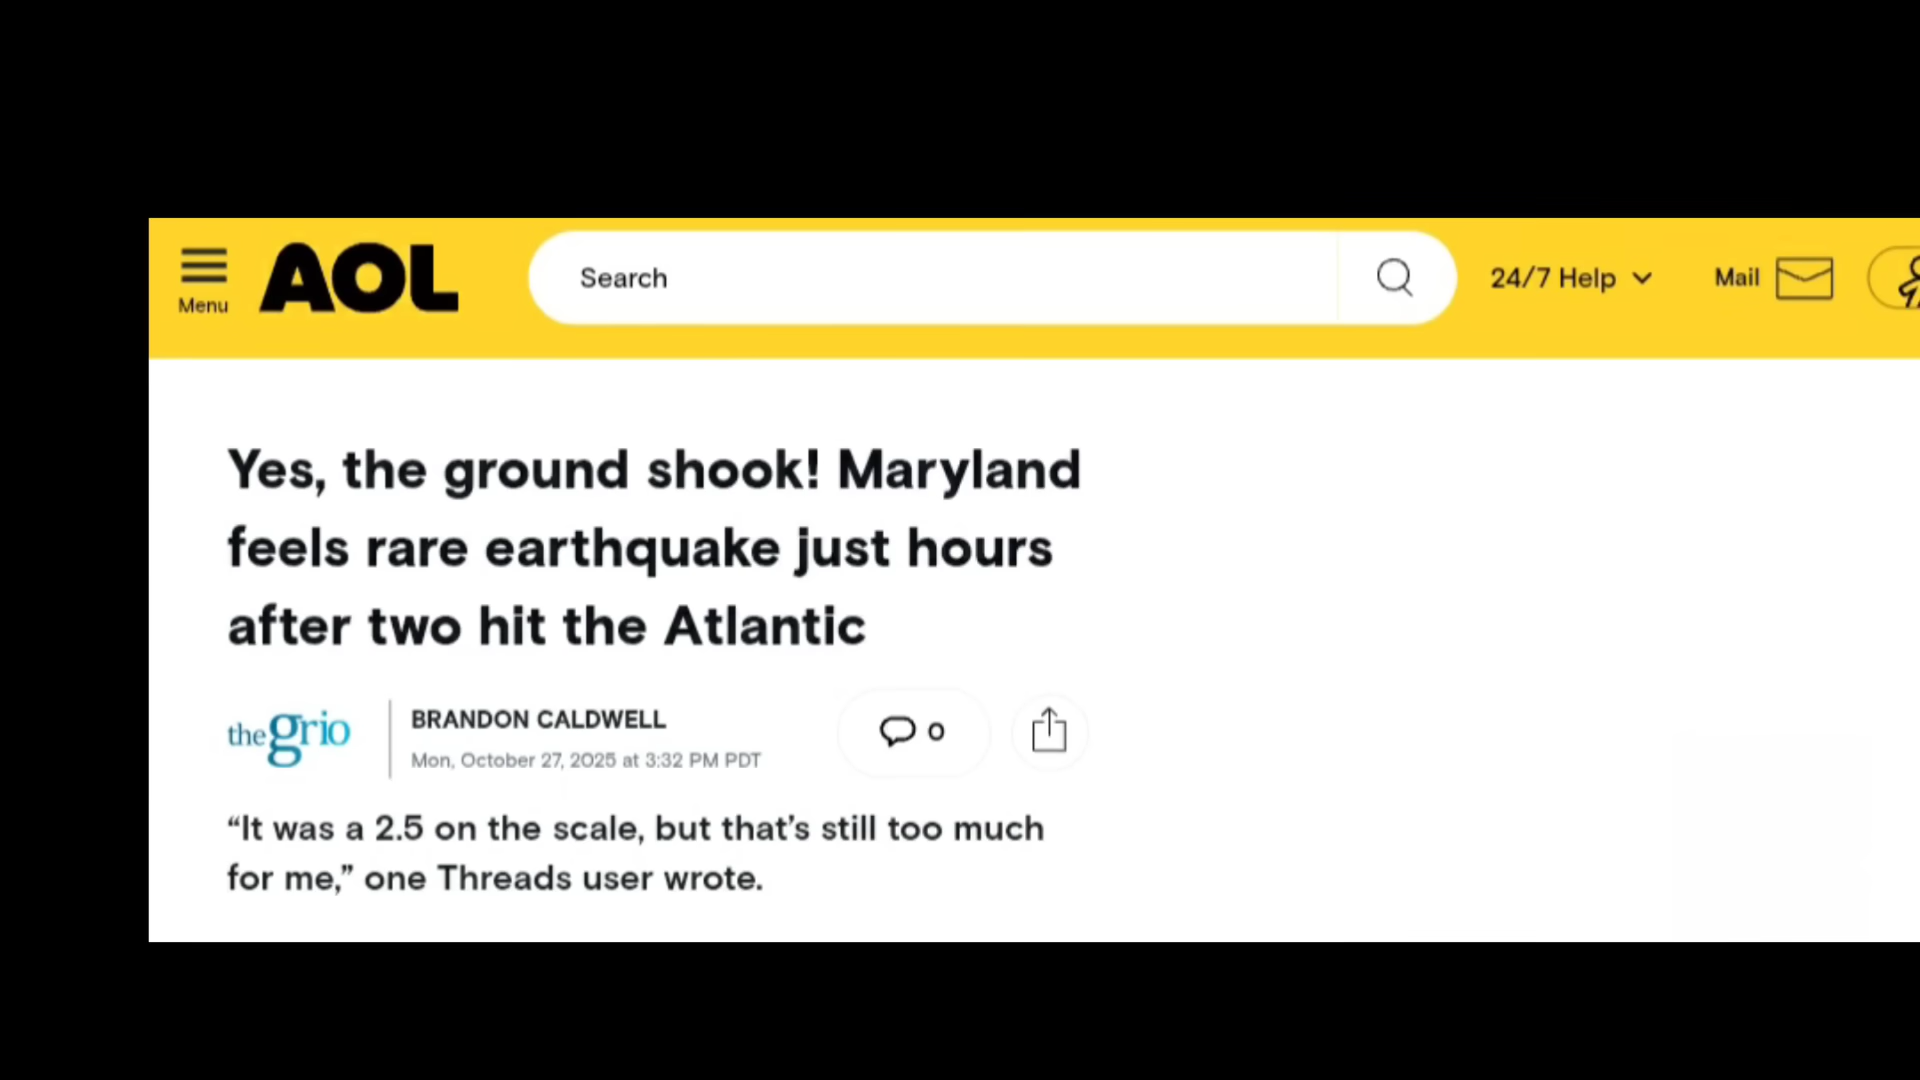 Menu
AOL
Search
24/7 Help
Mail
Yes, the ground shook! Maryland
feels rare earthquake just hours
after two hit the Atlantic
thegrio
BRANDON CALDWELL
Mon, October 27, 2025 at 3:32 PM PDT
0
“It was a 2.5 on the scale, but that’s still too much
for me,” one Threads user wrote.